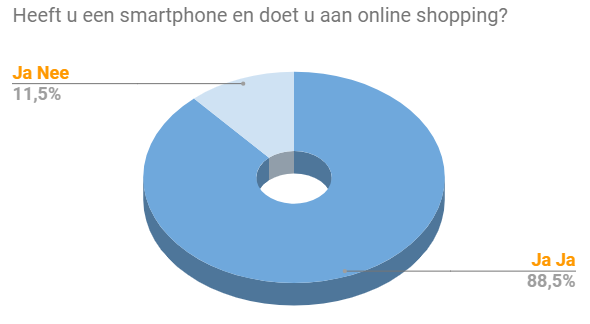 Heeft u een smartphone en doet u aan online shopping?
Ja Nee
11,5%
Ja Ja
88,5%